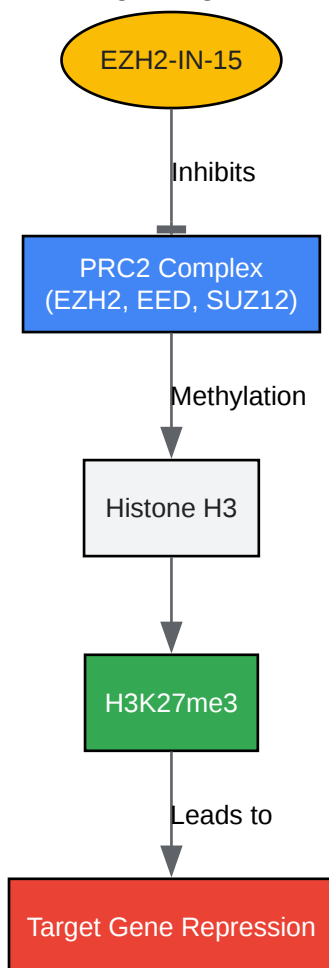 EZH2-IN-15
Inhibits
PRC2 Complex
(EZH2, EED, SUZ12)
Methylation
Histone H3
H3K27me3
Leads to
Target Gene Repression